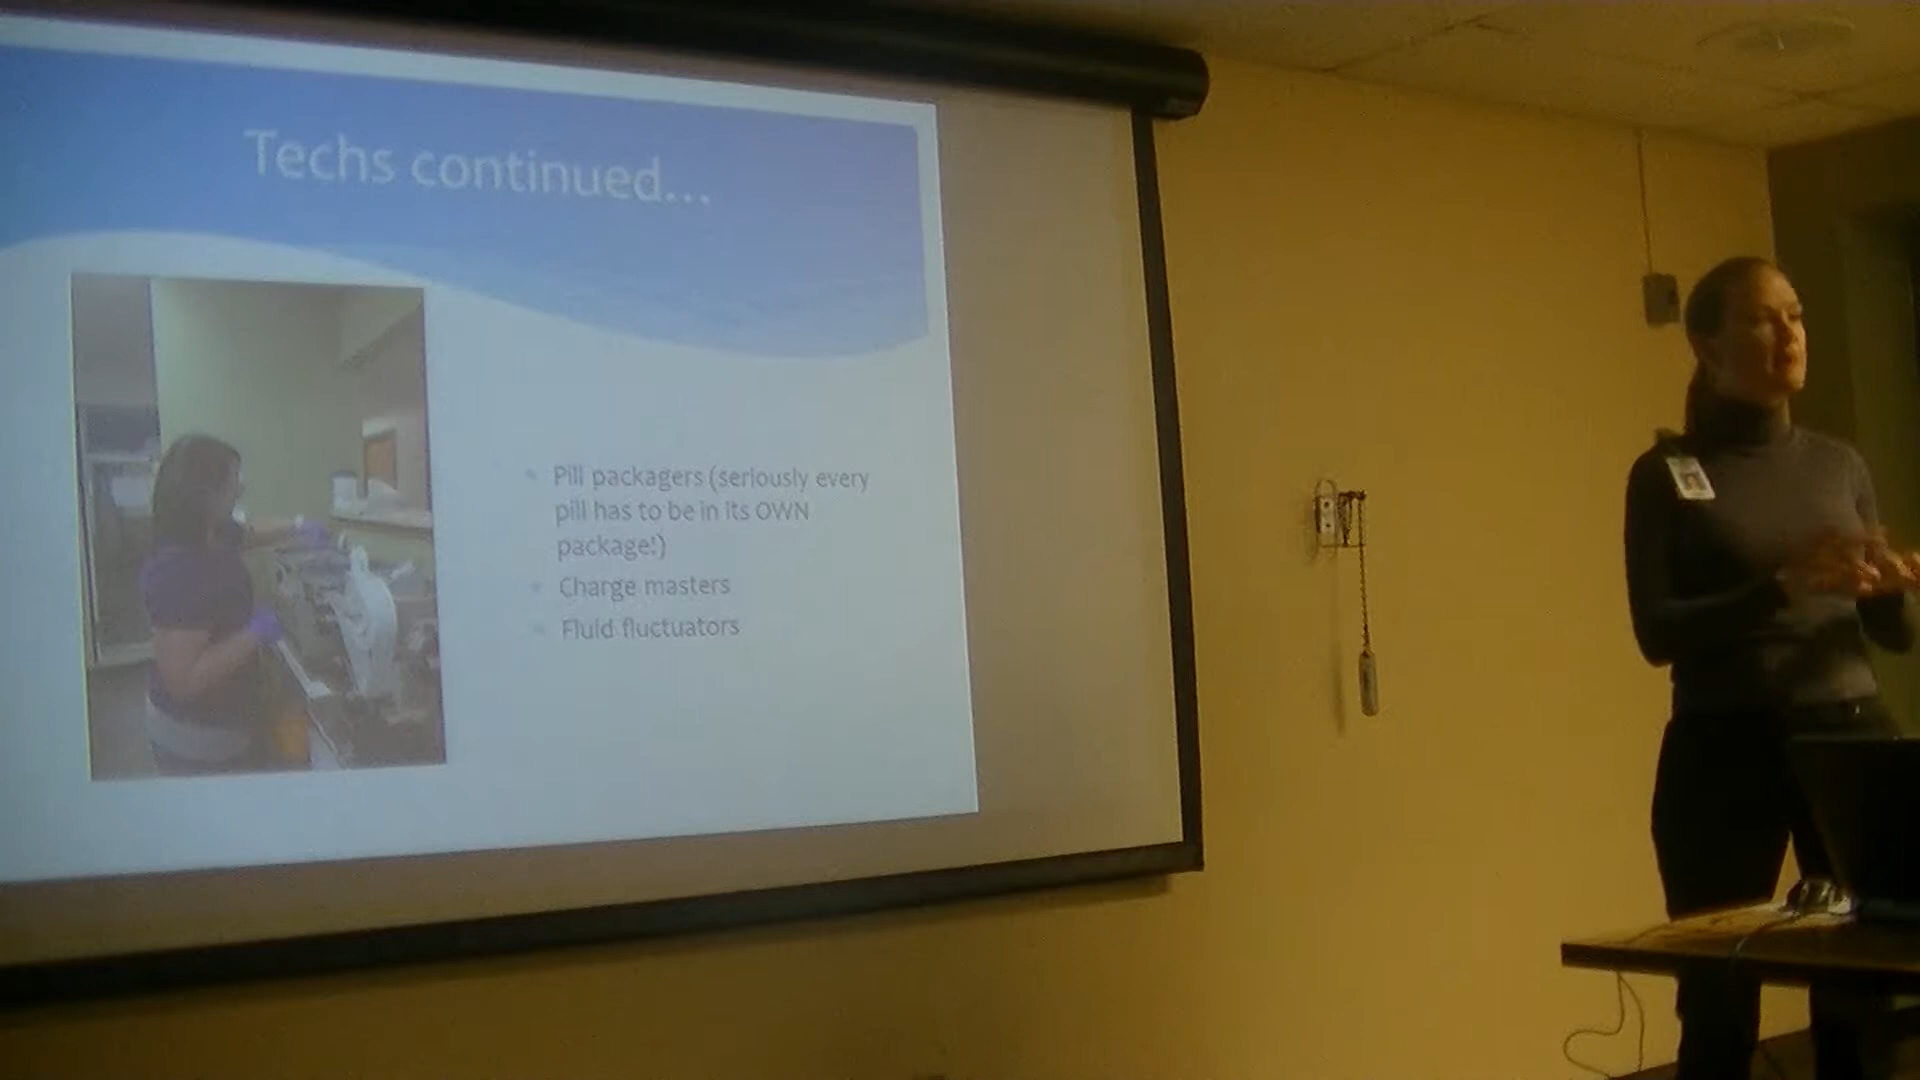 Techs continued...
Pill packagers (seriously every
pill has to be in its OWN
package!)
Charge masters
Fluid fluctuators